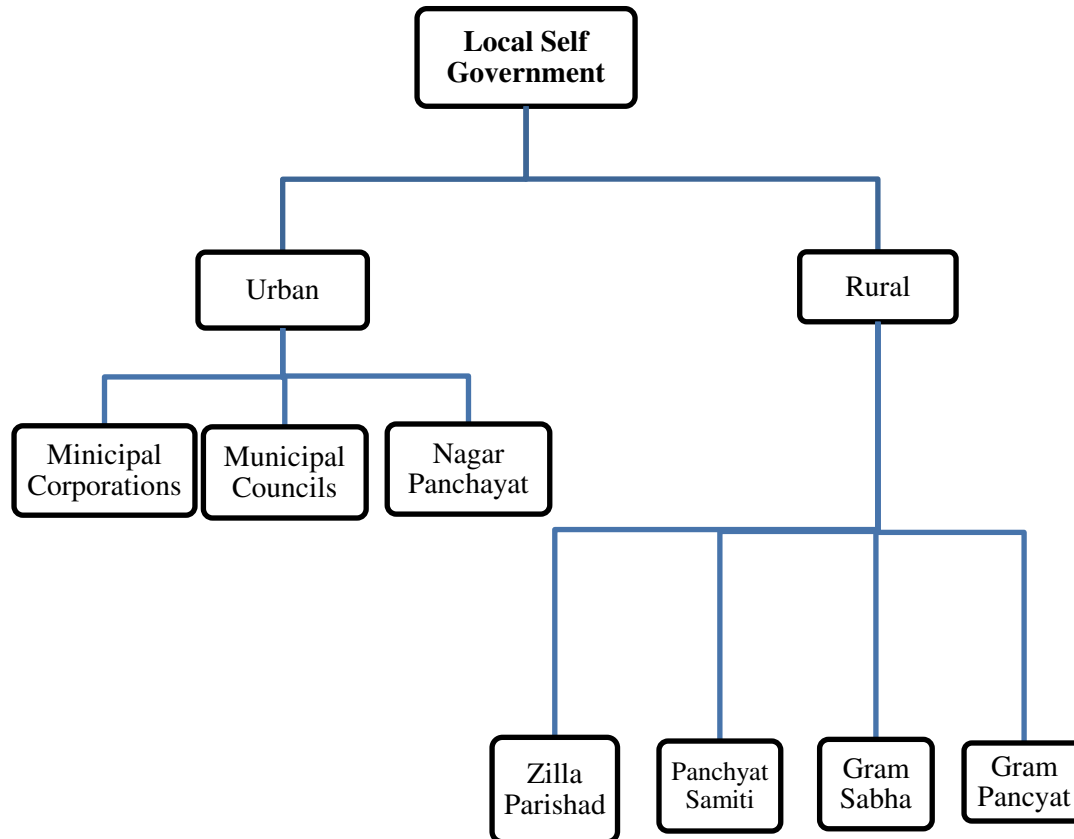 Local Self
Government
Urban
Rural
Minicipal
Corporations
Municipal
Councils
Nagar
Panchayat
Zilla
Parishad
Panchyat
Samiti
Gram
Sabha
Gram
Pancyat